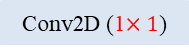 Conv2D (1× 1)